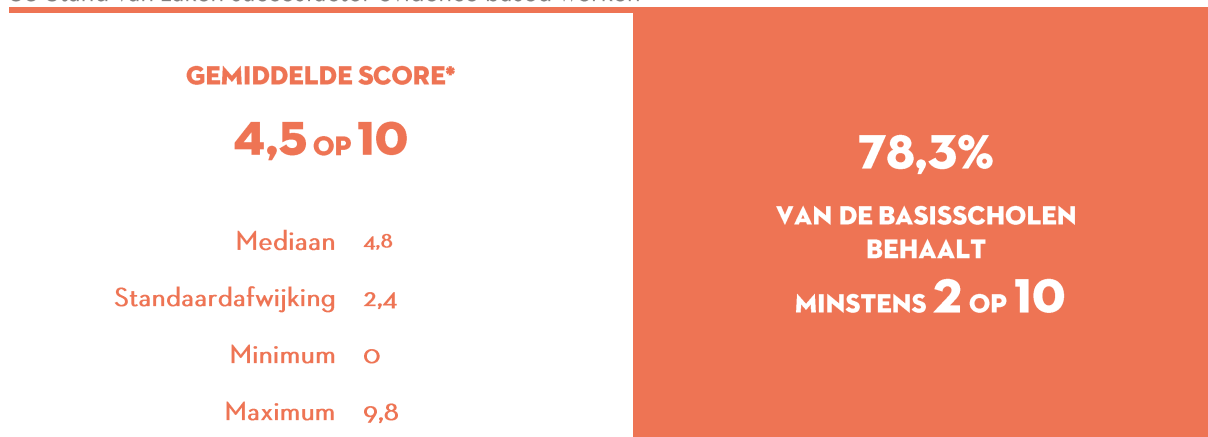 GEMIDDELDE SCORE*
4,5 OP 10
Mediaan 4,8
Standaardafwijking 2,4
Minimum 0
Maximum 9,8
78,3%
VAN DE BASISSCHOLEN
BEHAALT
MINSTENS 2 OP 10